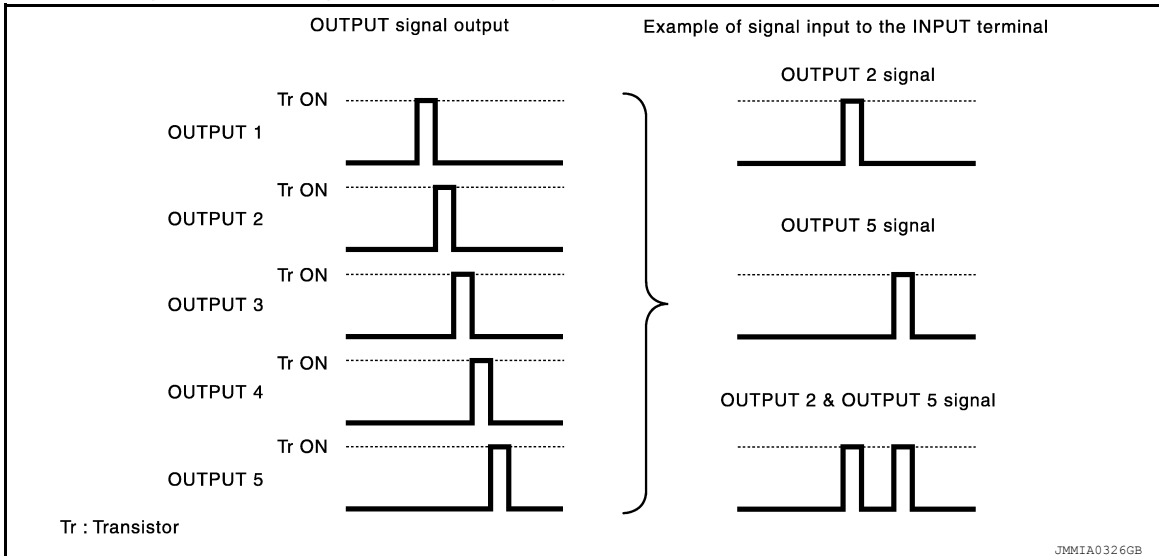 OUTPUT signal output
Example of signal input to the INPUT terminal
OUTPUT 1
Tr ON
OUTPUT 2
Tr ON
OUTPUT 3
Tr ON
OUTPUT 4
Tr ON
OUTPUT 5
Tr ON
OUTPUT 2 signal
OUTPUT 5 signal
OUTPUT 2 & OUTPUT 5 signal
Tr : Transistor
JMMIA0326GB